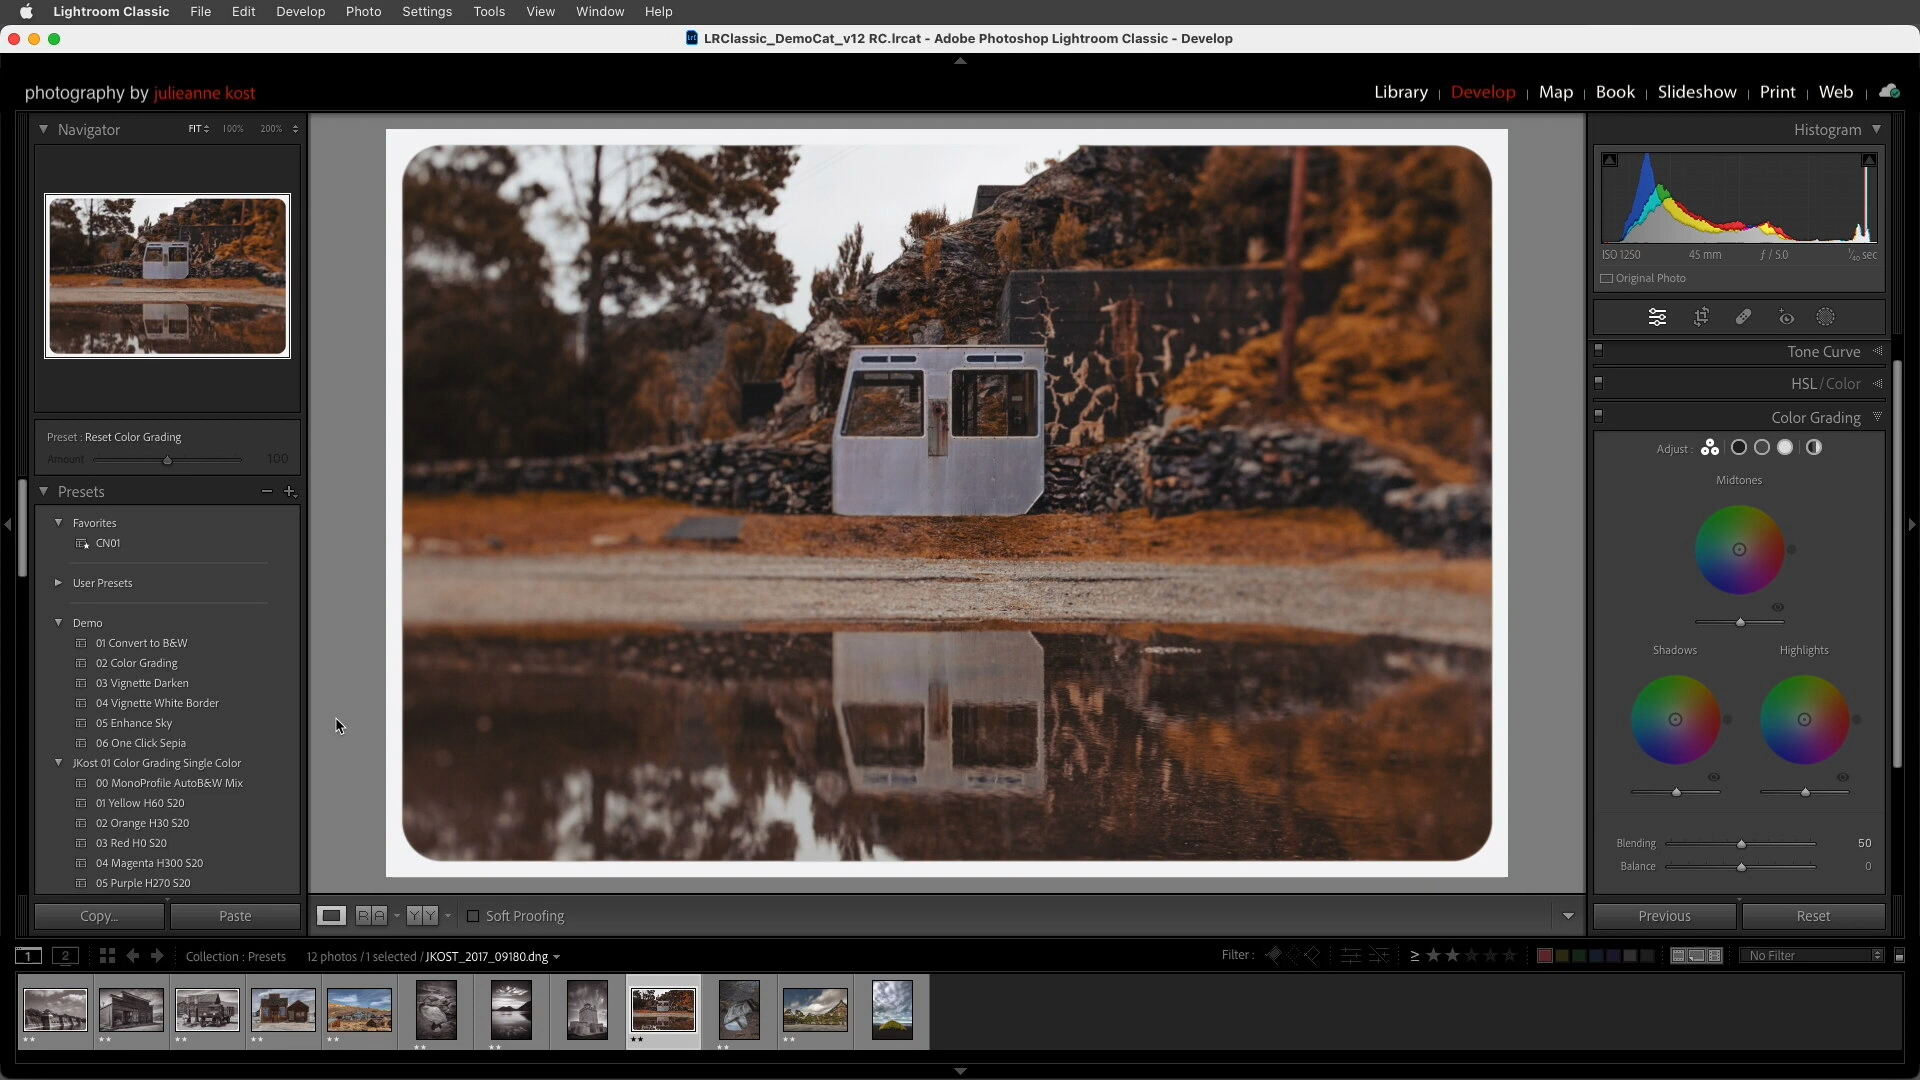 Lightroom Classic File Edit Develop Photo Settings Tools View Window Help
LRClassic_DemoCat_v12 RC.lrcat - Adobe Photoshop Lightroom Classic - Develop
photography by julieanne kost
Library | Develop | Map | Book | Slideshow | Print | Web |
Navigator FIT 100% 200%
Preset : Reset Color Grading
Amount 100
Presets
Favorites
CN01
User Presets
Demo
01 Convert to B&W
02 Color Grading
03 Vignette Darken
04 Vignette White Border
05 Enhance Sky
06 One Click Sepia
JKost 01 Color Grading Single Color
00 MonoProfile AutoB&W Mix
01 Yellow H60 S20
02 Orange H30 S20
03 Red H0 S20
04 Magenta H300 S20
05 Purple H270 S20
Copy... Paste
R A Y Y Soft Proofing
Histogram
ISO 1250 45 mm ƒ / 5.0 1/40 sec
Original Photo
Tone Curve
HSL / Color
Color Grading
Adjust :
Midtones
Shadows Highlights
Blending 50
Balance 0
Previous Reset
1 2 Collection : Presets 12 photos / 1 selected / JKOST_2017_09180.dng Filter : ≥ No Filter